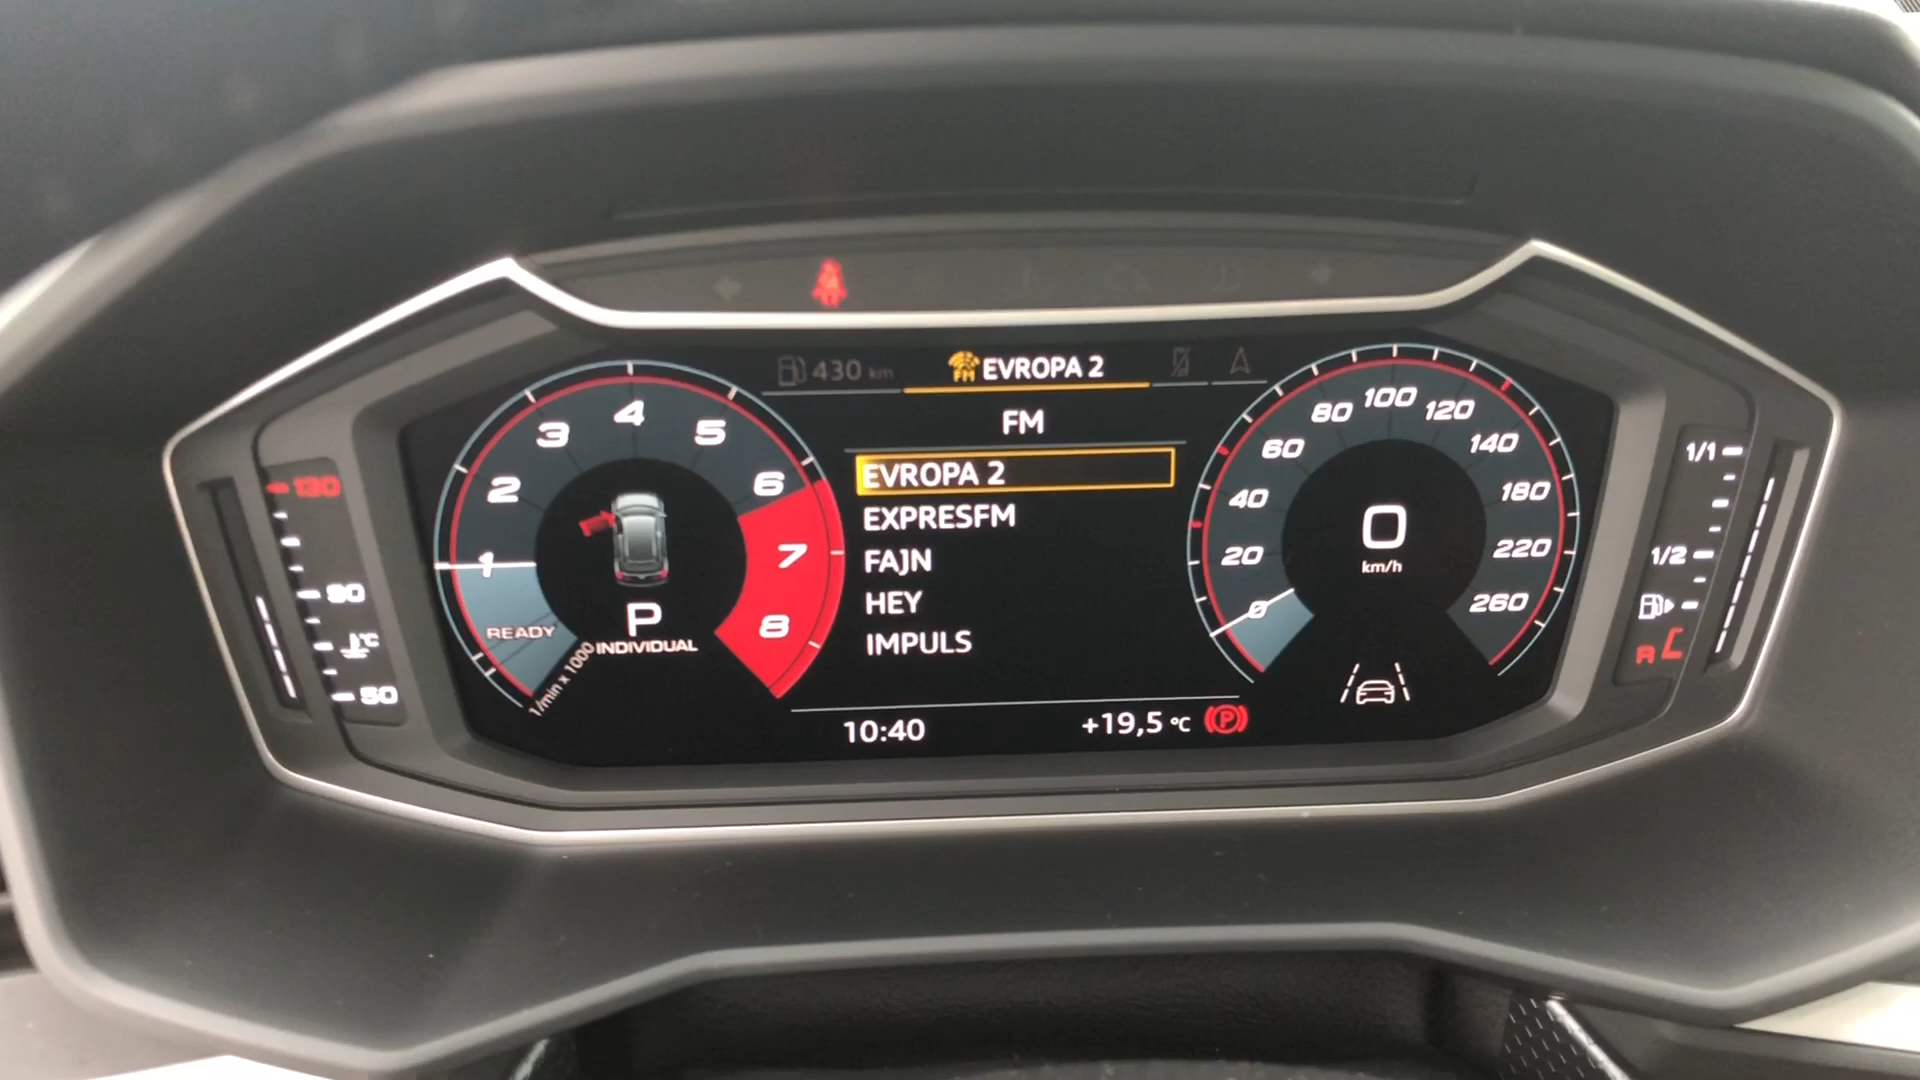 430 km
FM
EVROPA 2
FM
EVROPA 2
EXPRESFM
FAJN
HEY
IMPULS
10:40
+19,5 °C
P
1
2
3
4
5
6
7
8
READY
P
INDIVIDUAL
1/min x 1000
0
20
40
60
80
100
120
140
180
220
260
0
km/h
130
90
°C
50
1/1
1/2
R